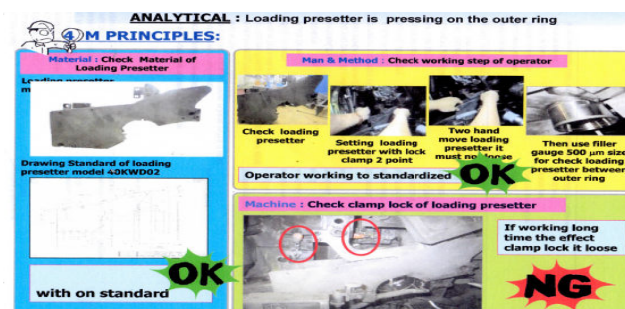 ANALYTICAL : Loading presetter is pressing on the outer ring
4 M PRINCIPLES:
Material : Check Material of
Loading Presetter
Loading presetter
Drawing Standard of loading
presetter model 40KWD02
OK
with on standard
Man & Method : Check working step of operator
Check loading
presetter
Setting loading
presetter with lock
clamp 2 point
Two hand
move loading
presetter it
must no loose
Then use filler
gauge 500 µm size
for check loading
presetter between
outer ring
Operator working to standardized
OK
Machine : Check clamp lock of loading presetter
If working long
time the effect
clamp lock it loose
NG